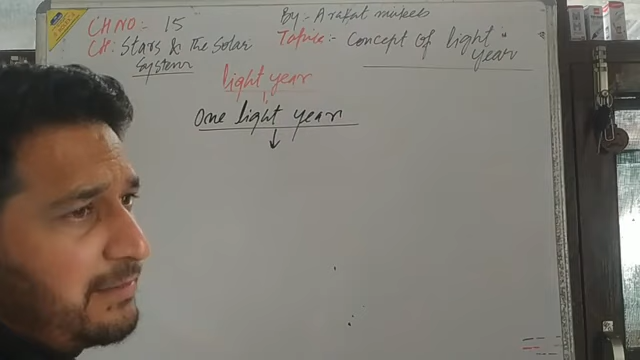 CH NO:- 15
By:- Arafat
CH: Stars & The Solar System
Topic:- Concept Of light year
light year
One light year